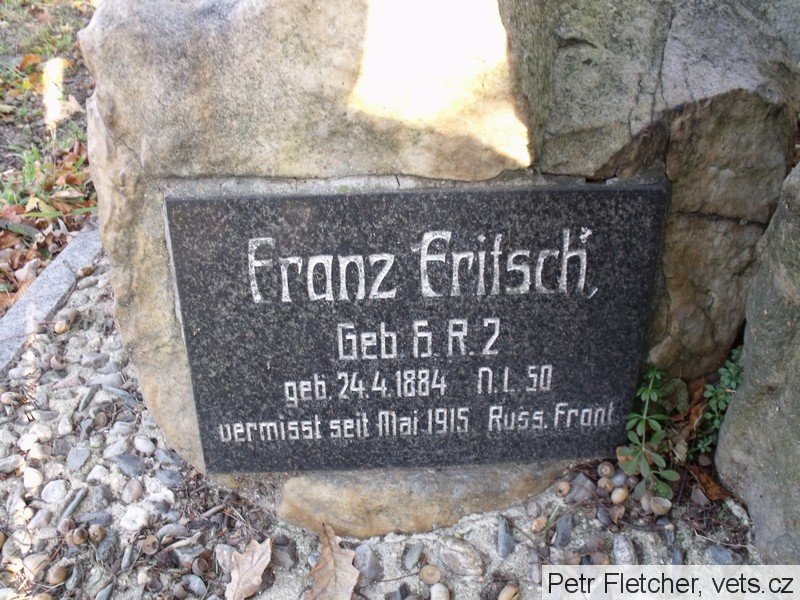 Franz Fritsch,
Geb. H. R. 2
geb. 24. 4. 1884 N. L. 50
vermisst seit Mai. 1915 Russ. Front
Petr Fletcher, vets.cz